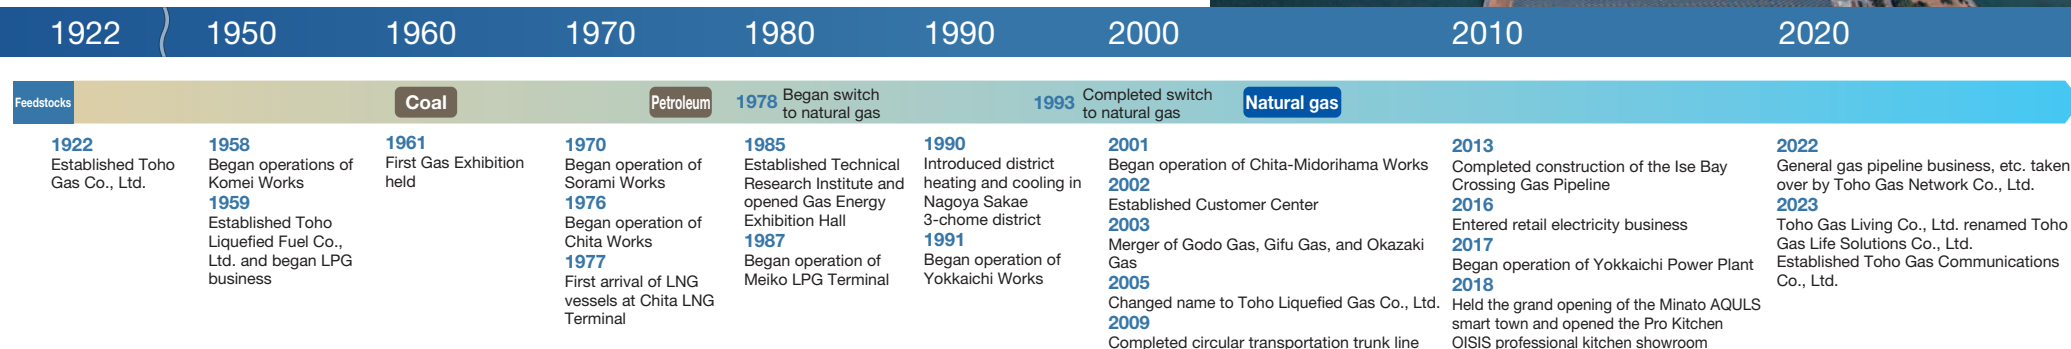 1922
1950
1960
1970
1980
1990
2000
2010
2020
Feedstocks
Coal
Petroleum
1978 Began switch
to natural gas
1993 Completed switch
to natural gas
Natural gas
1922
Established Toho
Gas Co., Ltd.
1958
Began operations of
Komei Works
1959
Established Toho
Liquefied Fuel Co.,
Ltd. and began LPG
business
1961
First Gas Exhibition
held
1970
Began operation of
Sorami Works
1976
Began operation of
Chita Works
1977
First arrival of LNG
vessels at Chita LNG
Terminal
1985
Established Technical
Research Institute and
opened Gas Energy
Exhibition Hall
1987
Began operation of
Meiko LPG Terminal
1990
Introduced district
heating and cooling in
Nagoya Sakae
3-chome district
1991
Began operation of
Yokkaichi Works
2001
Began operation of Chita-Midorihama Works
2002
Established Customer Center
2003
Merger of Godo Gas, Gifu Gas, and Okazaki
Gas
2005
Changed name to Toho Liquefied Gas Co., Ltd.
2009
Completed circular transportation trunk line
2013
Completed construction of the Ise Bay
Crossing Gas Pipeline
2016
Entered retail electricity business
2017
Began operation of Yokkaichi Power Plant
2018
Held the grand opening of the Minato AQULS
smart town and opened the Pro Kitchen
OISIS professional kitchen showroom
2022
General gas pipeline business, etc. taken
over by Toho Gas Network Co., Ltd.
2023
Toho Gas Living Co., Ltd. renamed Toho
Gas Life Solutions Co., Ltd.
Established Toho Gas Communications
Co., Ltd.